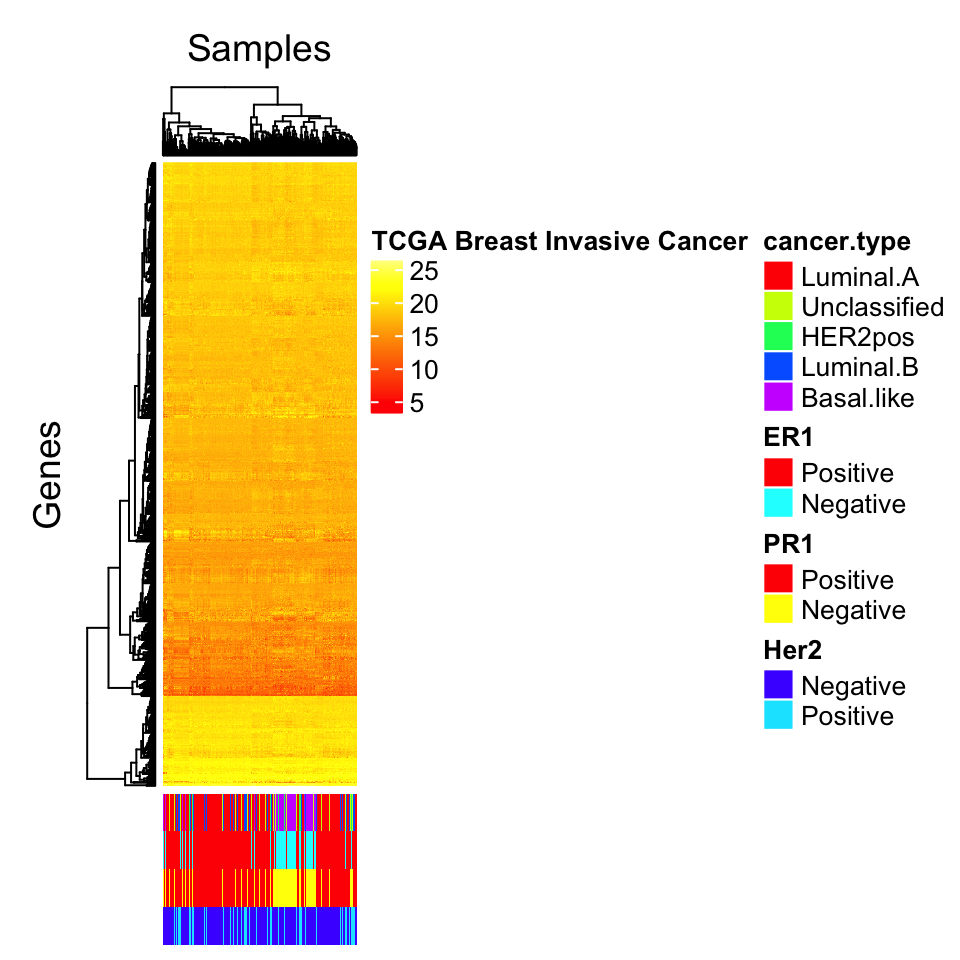 Samples
Genes
TCGA Breast Invasive Cancer
25
20
15
10
5
cancer.type
Luminal.A
Unclassified
HER2pos
Luminal.B
Basal.like
ER1
Positive
Negative
PR1
Positive
Negative
Her2
Negative
Positive